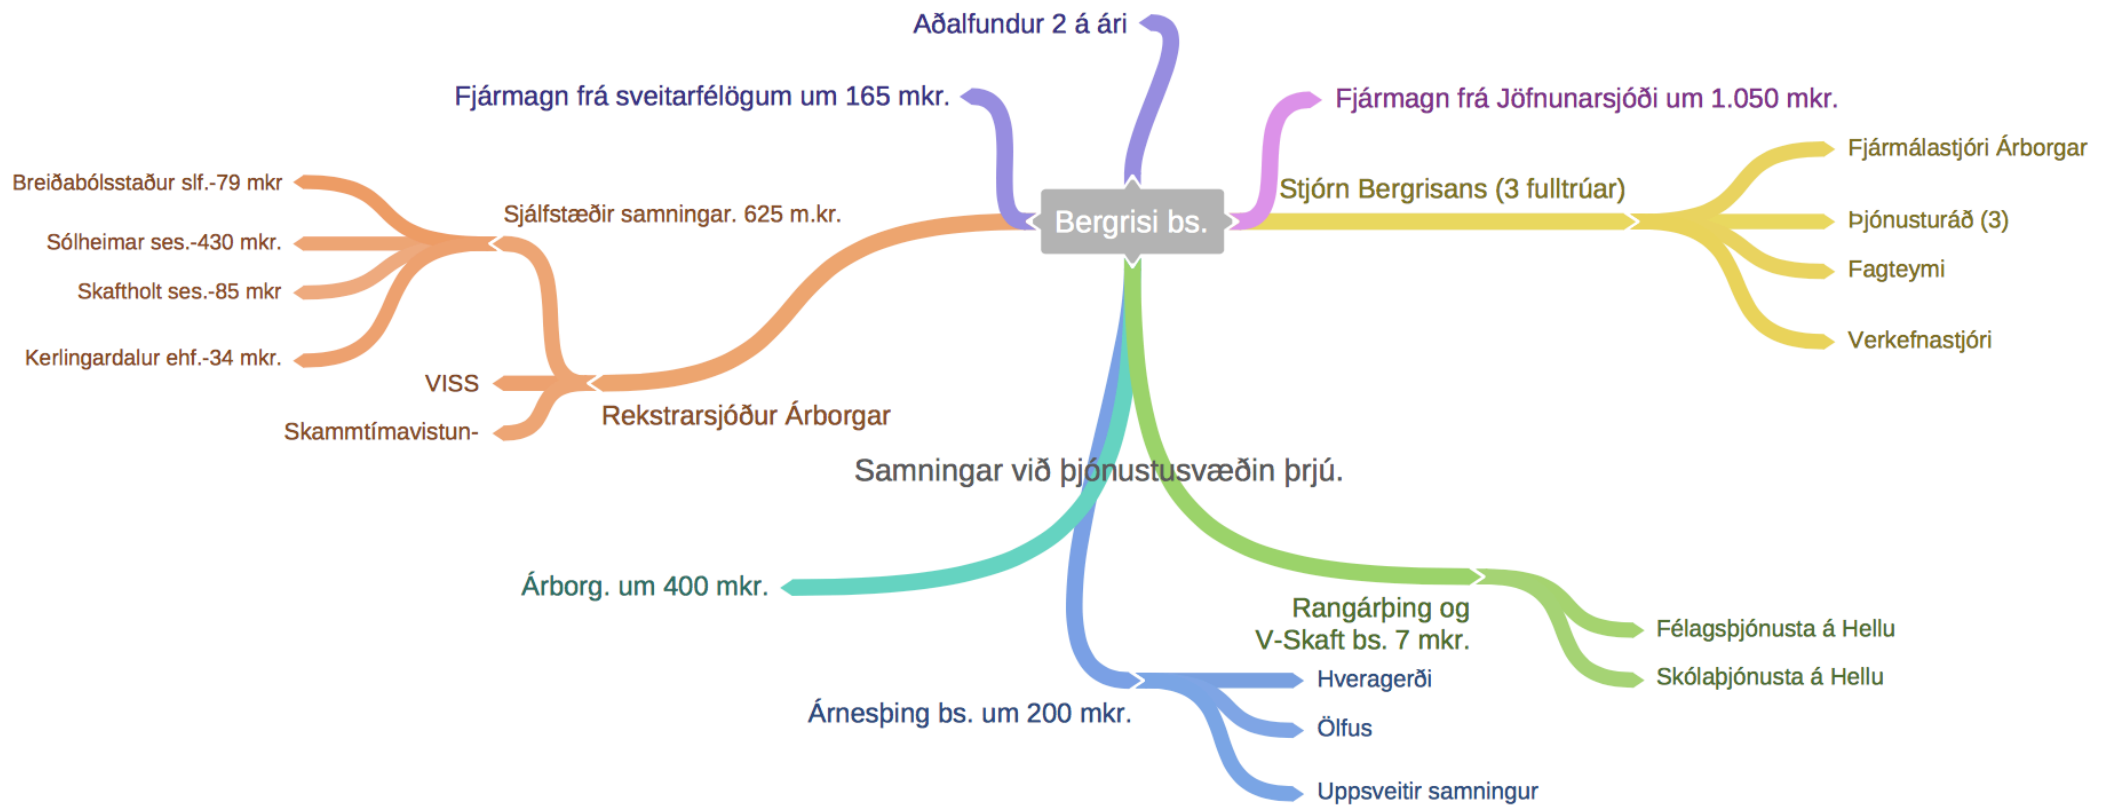 Aðalfundur 2 á ári
Fjármagn frá sveitarfélögum um 165 mkr.
Fjármagn frá Jöfnunarsjóði um 1.050 mkr.
Bergrisi bs.
Stjórn Bergrisans (3 fulltrúar)
Fjármálastjóri Árborgar
Þjónusturáð (3)
Fagteymi
Verkefnastjóri
Sjálfstæðir samningar. 625 m.kr.
Breiðabólsstaður slf.-79 mkr
Sólheimar ses.-430 mkr.
Skaftholt ses.-85 mkr
Kerlingardalur ehf.-34 mkr.
VISS
Skammtímavistun-
Rekstrarsjóður Árborgar
Samningar við þjónustusvæðin þrjú.
Árborg. um 400 mkr.
Rangárþing og
V-Skaft bs. 7 mkr.
Félagsþjónusta á Hellu
Skólaþjónusta á Hellu
Árnesþing bs. um 200 mkr.
Hveragerði
Ölfus
Uppsveitir samningur